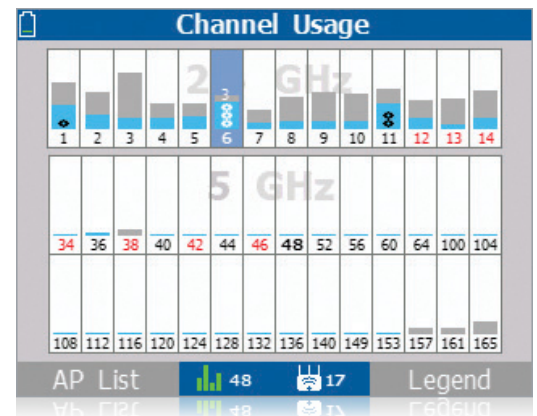 Channel Usage
2.4 GHz
3
1 2 3 4 5 6 7 8 9 10 11 12 13 14
5 GHz
34 36 38 40 42 44 46 48 52 56 60 64 100 104
108 112 116 120 124 128 132 136 140 149 153 157 161 165
AP List 48 17 Legend